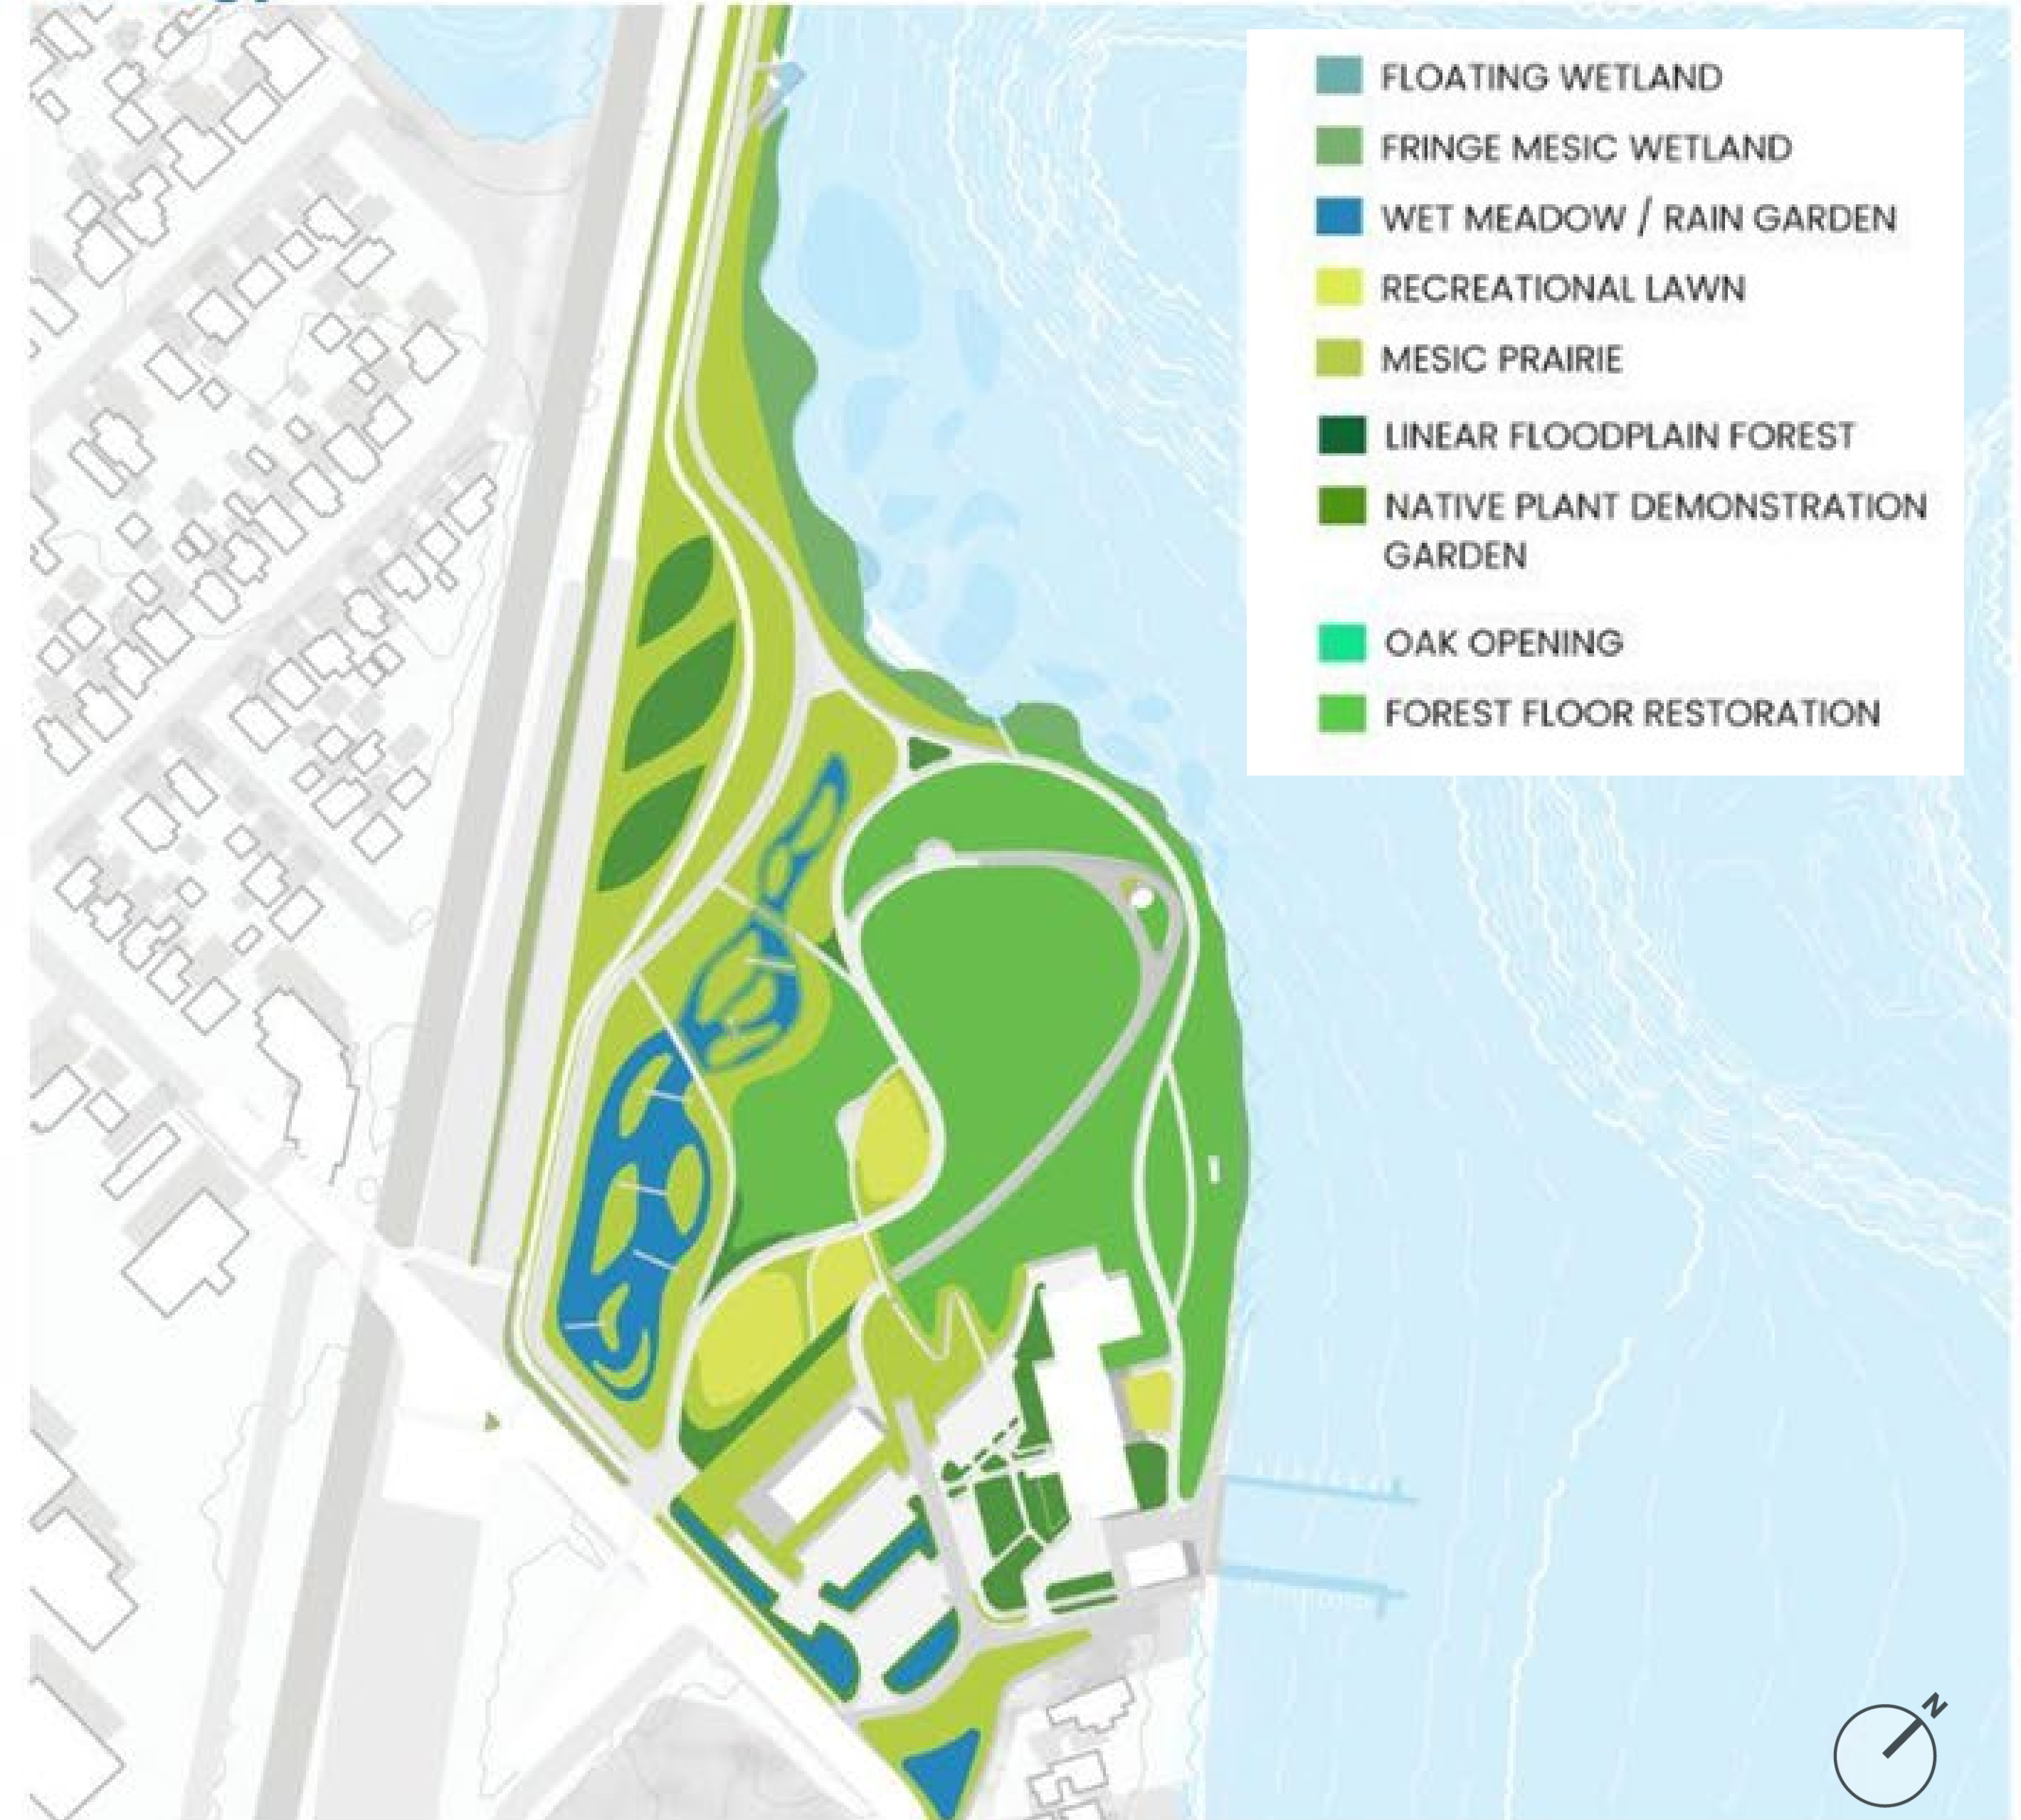 FLOATING WETLAND
FRINGE MESIC WETLAND
WET MEADOW / RAIN GARDEN
RECREATIONAL LAWN
MESIC PRAIRIE
LINEAR FLOODPLAIN FOREST
NATIVE PLANT DEMONSTRATION
GARDEN
OAK OPENING
FOREST FLOOR RESTORATION
N